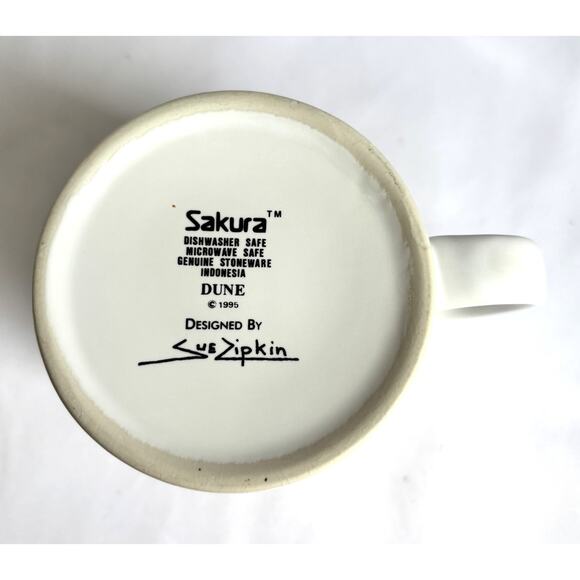 Sakura™
DISHWASHER SAFE
MICROWAVE SAFE
GENUINE STONEWARE
INDONESIA
DUNE
© 1995
DESIGNED BY
Sue Zipkin